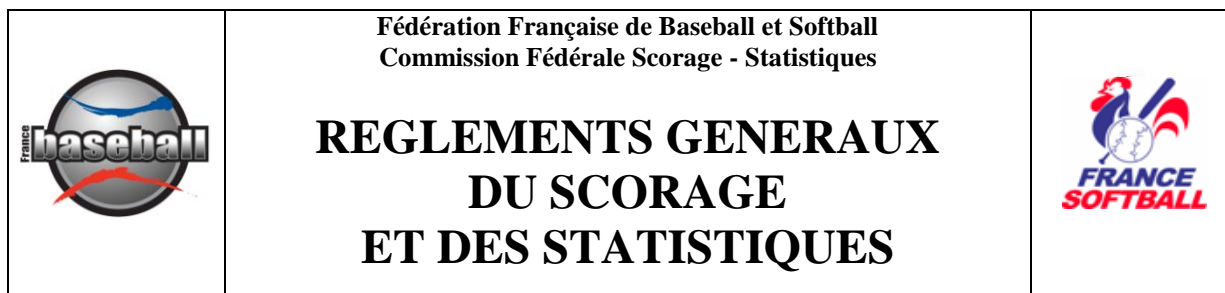 Fédération Française de Baseball et Softball
Commission Fédérale Scorage - Statistiques
France
baseball
REGLEMENTS GENERAUX
DU SCORAGE
ET DES STATISTIQUES
FRANCE
SOFTBALL